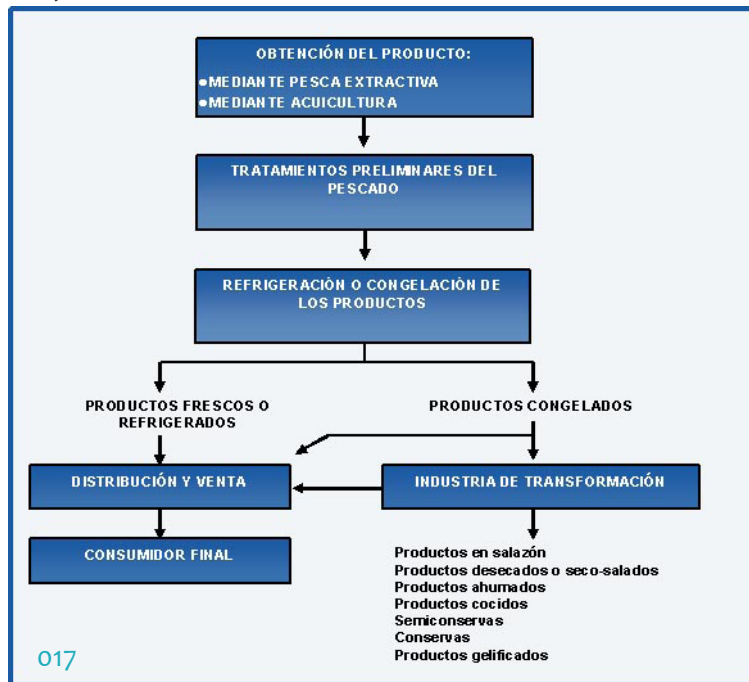 OBTENCIÓN DEL PRODUCTO:
●MEDIANTE PESCA EXTRACTIVA
●MEDIANTE ACUICULTURA
TRATAMIENTOS PRELIMINARES DEL
PESCADO
REFRIGERACIÒN O CONGELACIÒN DE
LOS PRODUCTOS
PRODUCTOS FRESCOS O
REFRIGERADOS
PRODUCTOS CONGELADOS
DISTRIBUCIÓN Y VENTA
INDUSTRIA DE TRANSFORMACIÓN
CONSUMIDOR FINAL
Productos en salazón
Productos desecados o seco-salados
Productos ahumados
Productos cocidos
Semiconservas
Conservas
Productos gelificados
017